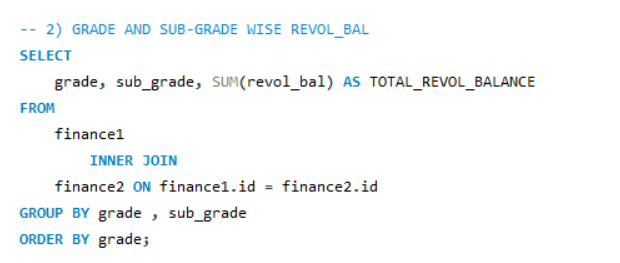 -- 2) GRADE AND SUB-GRADE WISE REVOL_BAL
SELECT
grade, sub_grade, SUM(revol_bal) AS TOTAL_REVOL_BALANCE
FROM
finance1
INNER JOIN
finance2 ON finance1.id = finance2.id
GROUP BY grade , sub_grade
ORDER BY grade;